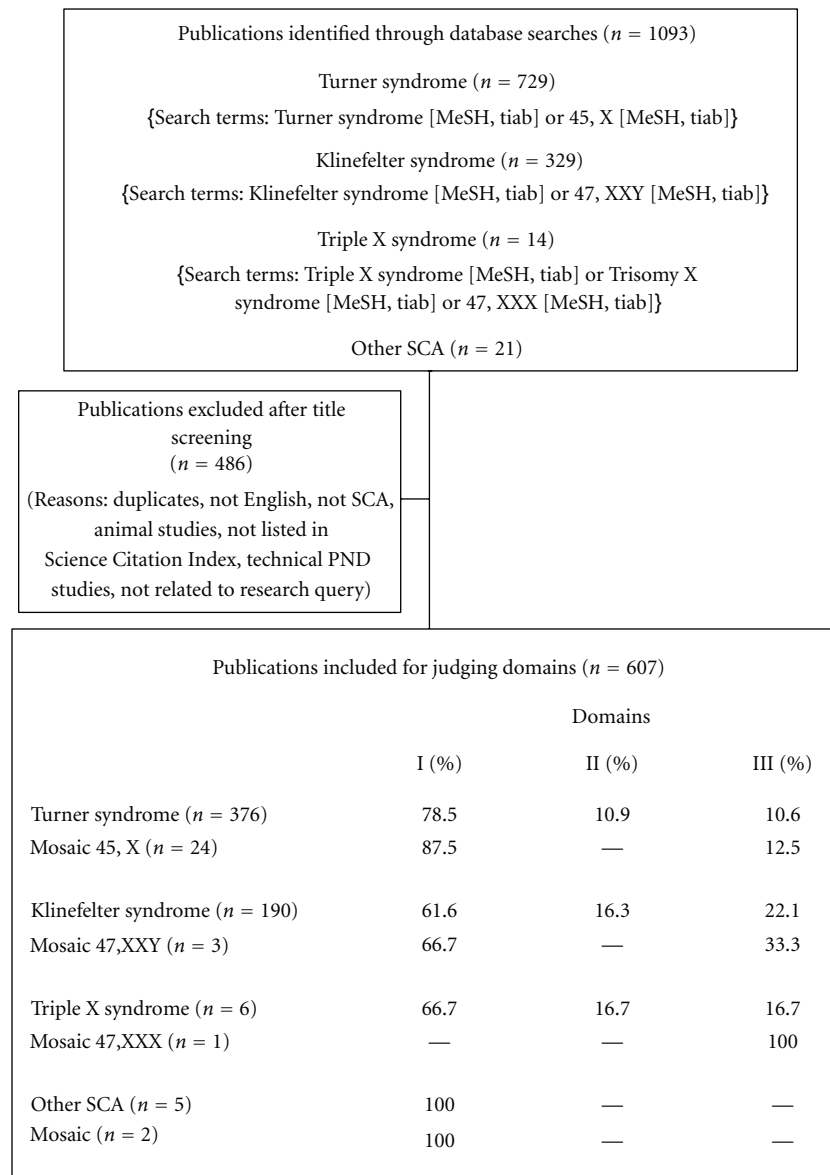 Publications identified through database searches (n = 1093)
Turner syndrome (n = 729)
{Search terms: Turner syndrome [MeSH, tiab] or 45, X [MeSH, tiab]}
Klinefelter syndrome (n = 329)
{Search terms: Klinefelter syndrome [MeSH, tiab] or 47, XXY [MeSH, tiab]}
Triple X syndrome (n = 14)
{Search terms: Triple X syndrome [MeSH, tiab] or Trisomy X
syndrome [MeSH, tiab] or 47, XXX [MeSH, tiab]}
Other SCA (n = 21)
Publications excluded after title
screening
(n = 486)
(Reasons: duplicates, not English, not SCA,
animal studies, not listed in
Science Citation Index, technical PND
studies, not related to research query)
Publications included for judging domains (n = 607)
Domains
I (%) II (%) III (%)
Turner syndrome (n = 376) 78.5 10.9 10.6
Mosaic 45, X (n = 24) 87.5 — 12.5
Klinefelter syndrome (n = 190) 61.6 16.3 22.1
Mosaic 47,XXY (n = 3) 66.7 — 33.3
Triple X syndrome (n = 6) 66.7 16.7 16.7
Mosaic 47,XXX (n = 1) — — 100
Other SCA (n = 5) 100 — —
Mosaic (n = 2) 100 — —